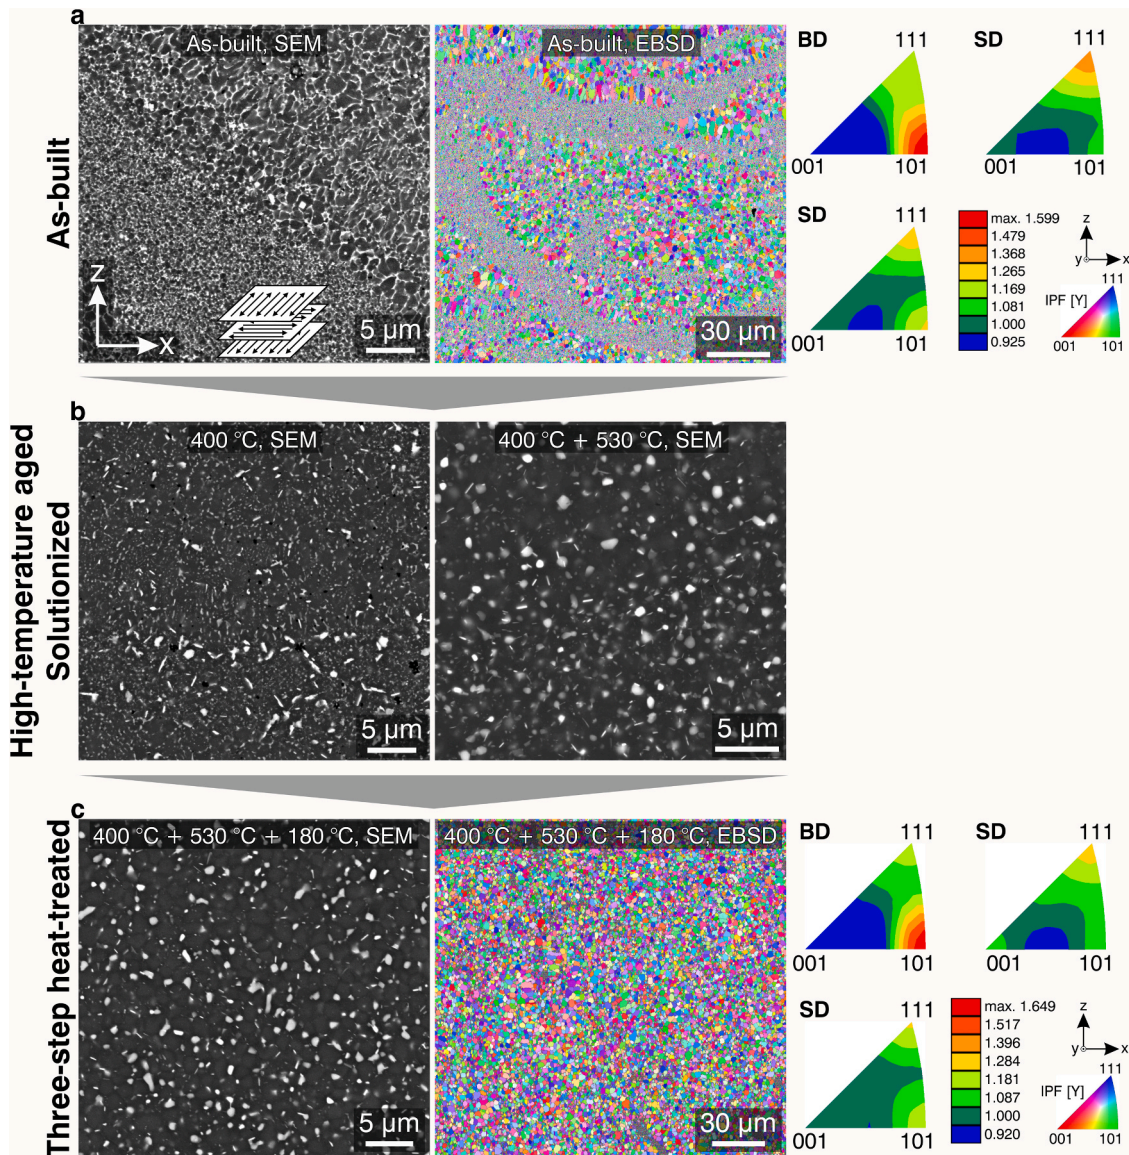 a
As-built
As-built, SEM
As-built, EBSD
Z
X
5 µm
30 µm
BD
111
001
101
SD
111
001
101
SD
111
001
101
max. 1.599
1.479
1.368
1.265
1.169
1.081
1.000
0.925
z
y
x
IPF [Y]
111
001
101
b
High-temperature aged
Solutionized
400 °C, SEM
400 °C + 530 °C, SEM
5 µm
5 µm
c
Three-step heat-treated
400 °C + 530 °C + 180 °C, SEM
400 °C + 530 °C + 180 °C, EBSD
5 µm
30 µm
BD
111
001
101
SD
111
001
101
SD
111
001
101
max. 1.649
1.517
1.396
1.284
1.181
1.087
1.000
0.920
z
y
x
IPF [Y]
111
001
101